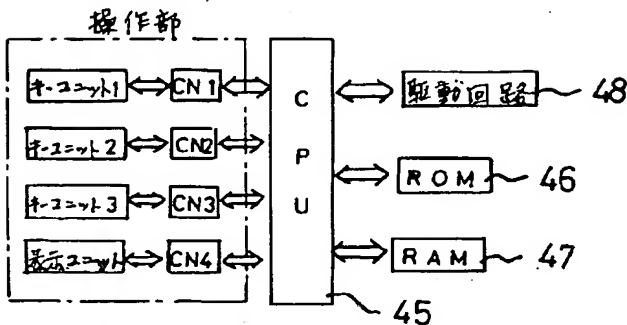 操作部
キーユニット1 CN1
駆動回路 48
キーユニット2 CN2
ROM 46
キーユニット3 CN3
RAM 47
表示ユニット CN4
CPU
45